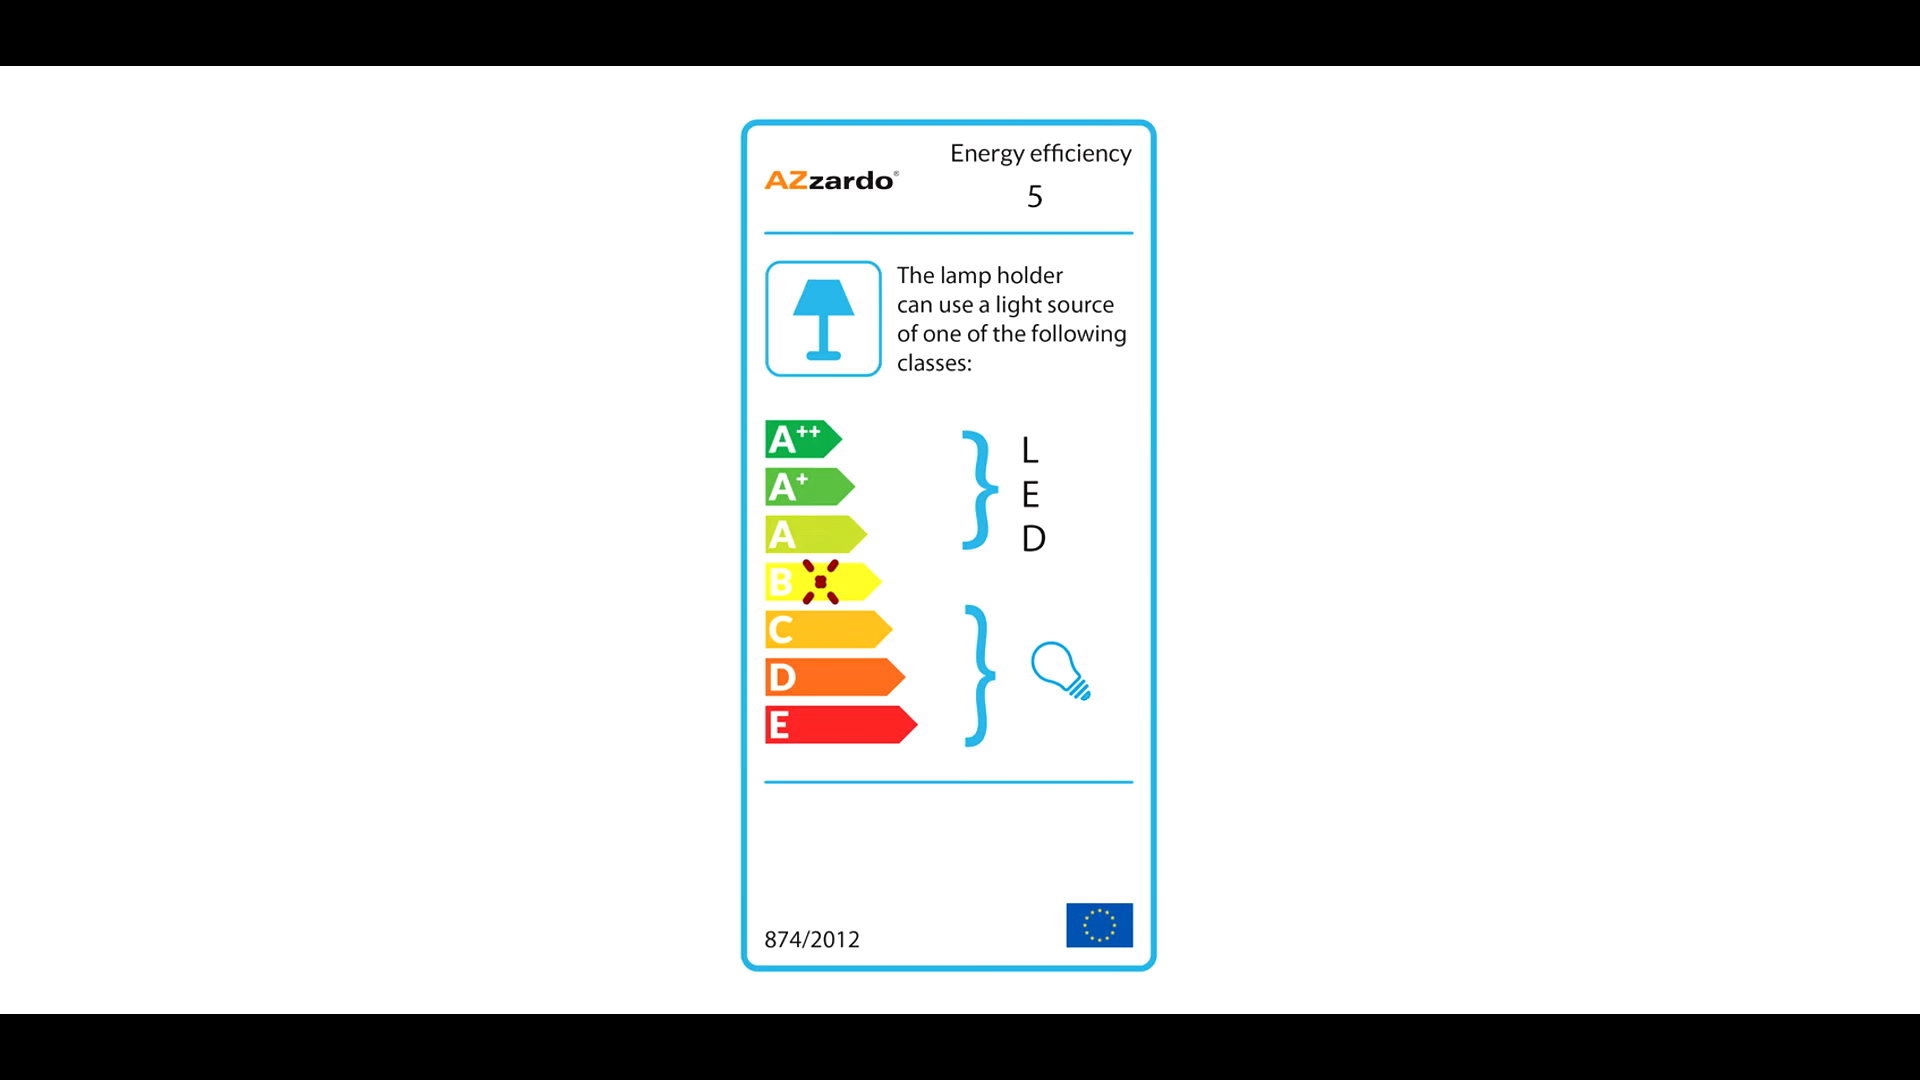 AZzardo®
Energy efficiency
5
The lamp holder
can use a light source
of one of the following
classes:
A++
A+
A
B
C
D
E
L
E
D
874/2012